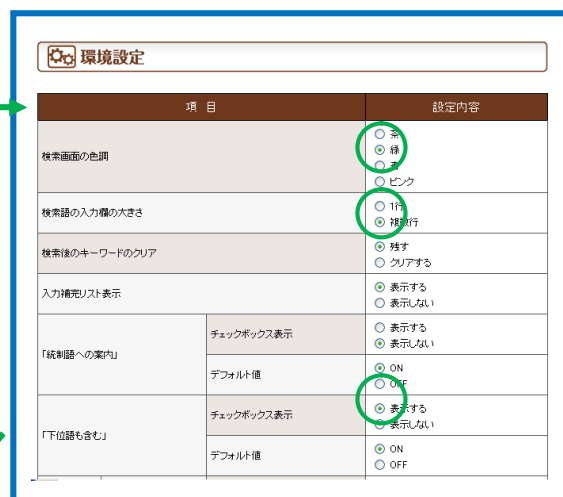 環境設定
項 目 設定内容
検索画面の色調
茶
緑
青
ピンク
検索語の入力欄の大きさ
1行
複数行
検索後のキーワードのクリア
残す
クリアする
入力補完リスト表示
表示する
表示しない
「統制語への案内」
チェックボックス表示
表示する
表示しない
デフォルト値
ON
OFF
「下位語も含む」
チェックボックス表示
表示する
表示しない
デフォルト値
ON
OFF